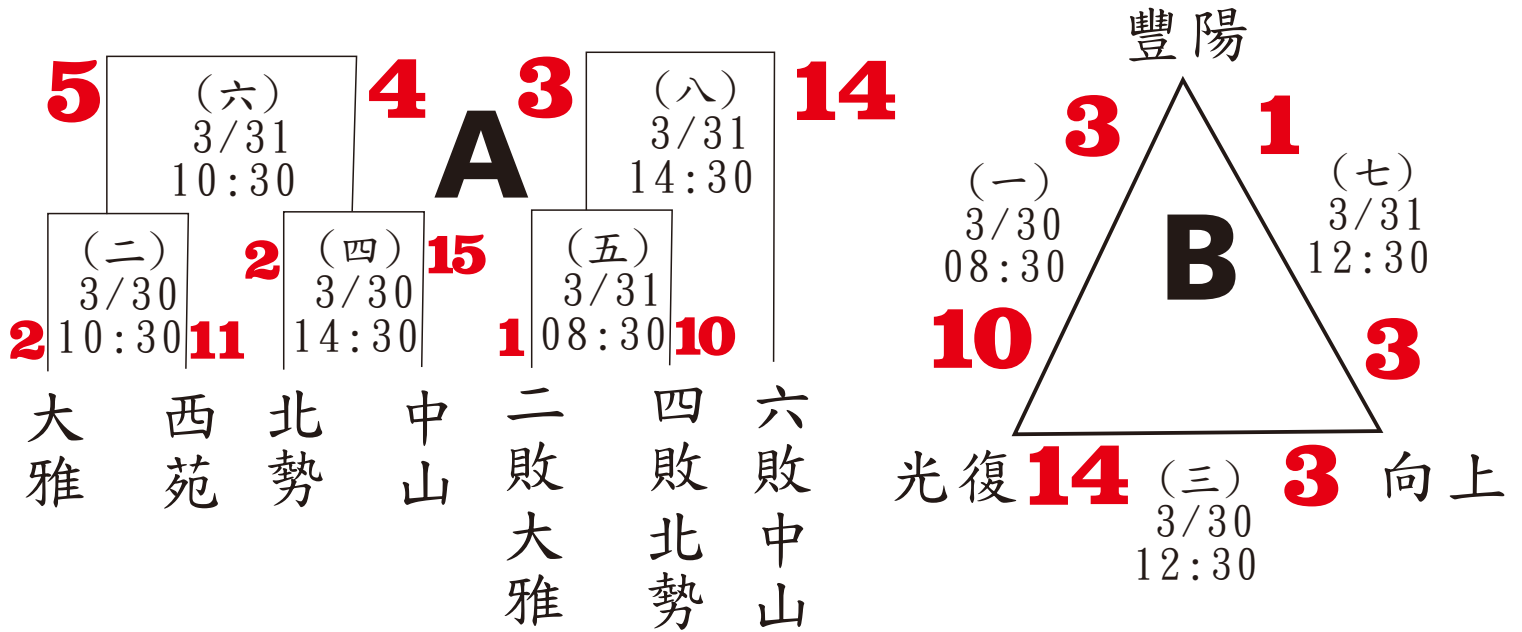 5
(六)
3/31
10:30
4
A
3
(八)
3/31
14:30
14
2
(二)
3/30
10:30
11
2
(四)
3/30
14:30
15
1
(五)
3/31
08:30
10
大雅
西苑
北勢
中山
二敗大雅
四敗北勢
六敗中山
豐陽
3
1
(一)
3/30
08:30
B
(七)
3/31
12:30
10
3
光復
14
(三)
3/30
12:30
3
向上